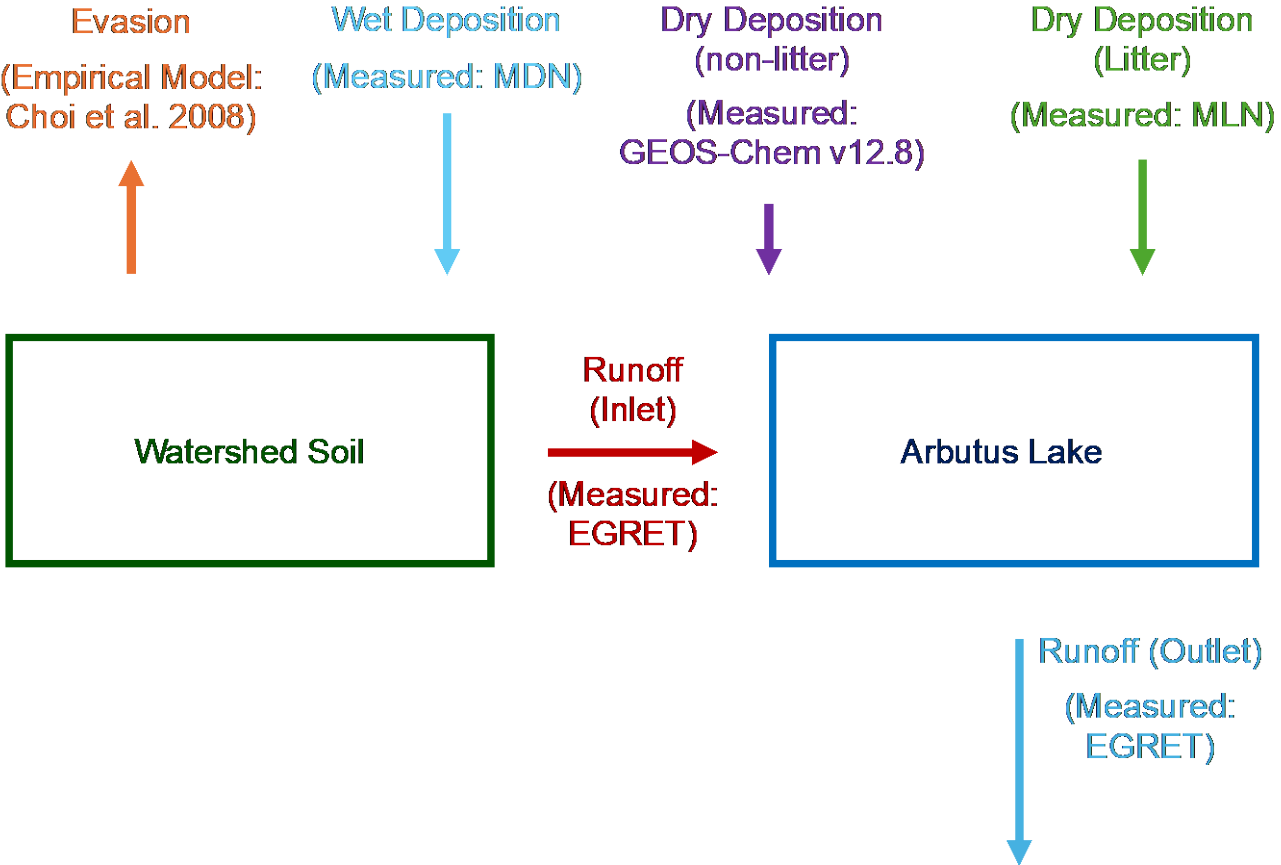 Evasion
(Empirical Model:
Choi et al. 2008)
Wet Deposition
(Measured: MDN)
Dry Deposition
(non-litter)
(Measured:
GEOS-Chem v12.8)
Dry Deposition
(Litter)
(Measured: MLN)
Watershed Soil
Runoff
(Inlet)
(Measured:
EGRET)
Arbutus Lake
Runoff (Outlet)
(Measured:
EGRET)